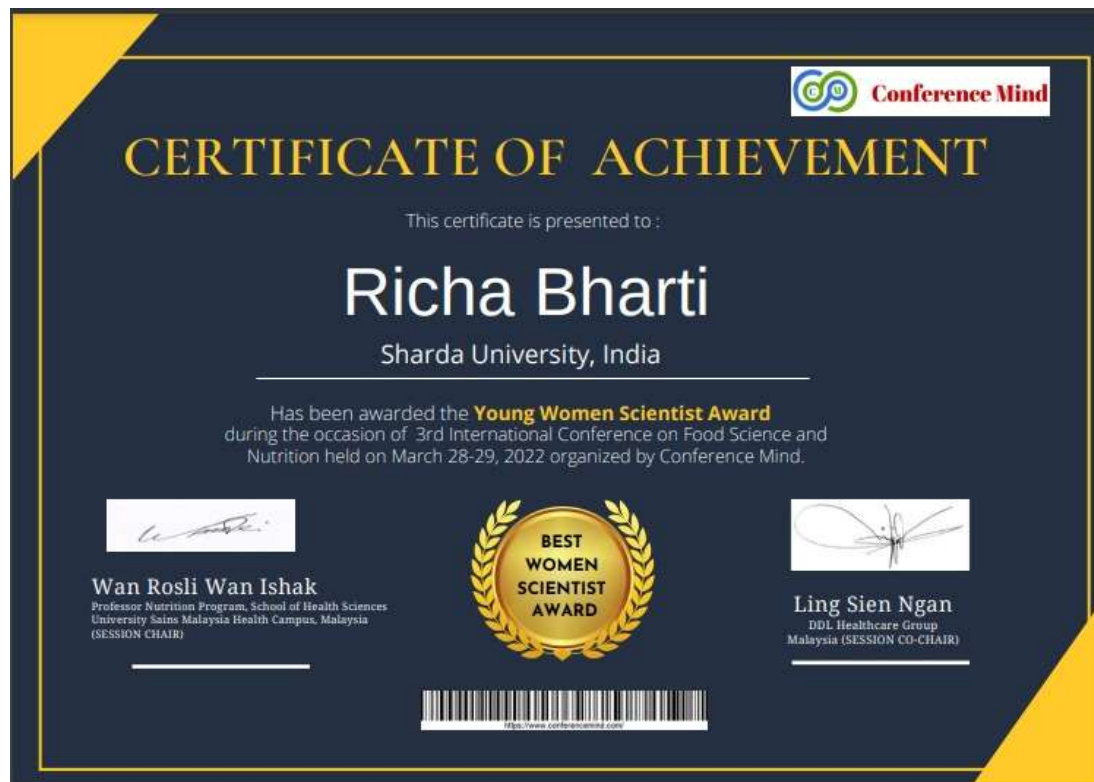 Conference Mind
CERTIFICATE OF ACHIEVEMENT
This certificate is presented to :
Richa Bharti
Sharda University, India
Has been awarded the Young Women Scientist Award
during the occasion of 3rd International Conference on Food Science and
Nutrition held on March 28-29, 2022 organized by Conference Mind.
Wan Rosli Wan Ishak
Professor Nutrition Program, School of Health Sciences
University Sains Malaysia Health Campus, Malaysia
(SESSION CHAIR)
BEST
WOMEN
SCIENTIST
AWARD
Ling Sien Ngan
DDL Healthcare Group
Malaysia (SESSION CO-CHAIR)
https://www.conferencemind.com/